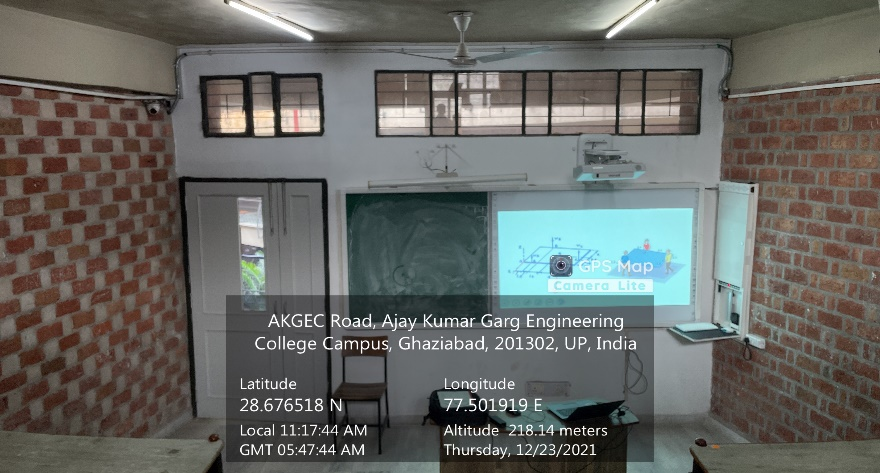 GPS Map
Camera Lite
AKGEC Road, Ajay Kumar Garg Engineering
College Campus, Ghaziabad, 201302, UP, India
Latitude
28.676518 N
Longitude
77.501919 E
Local 11:17:44 AM
GMT 05:47:44 AM
Altitude 218.14 meters
Thursday, 12/23/2021